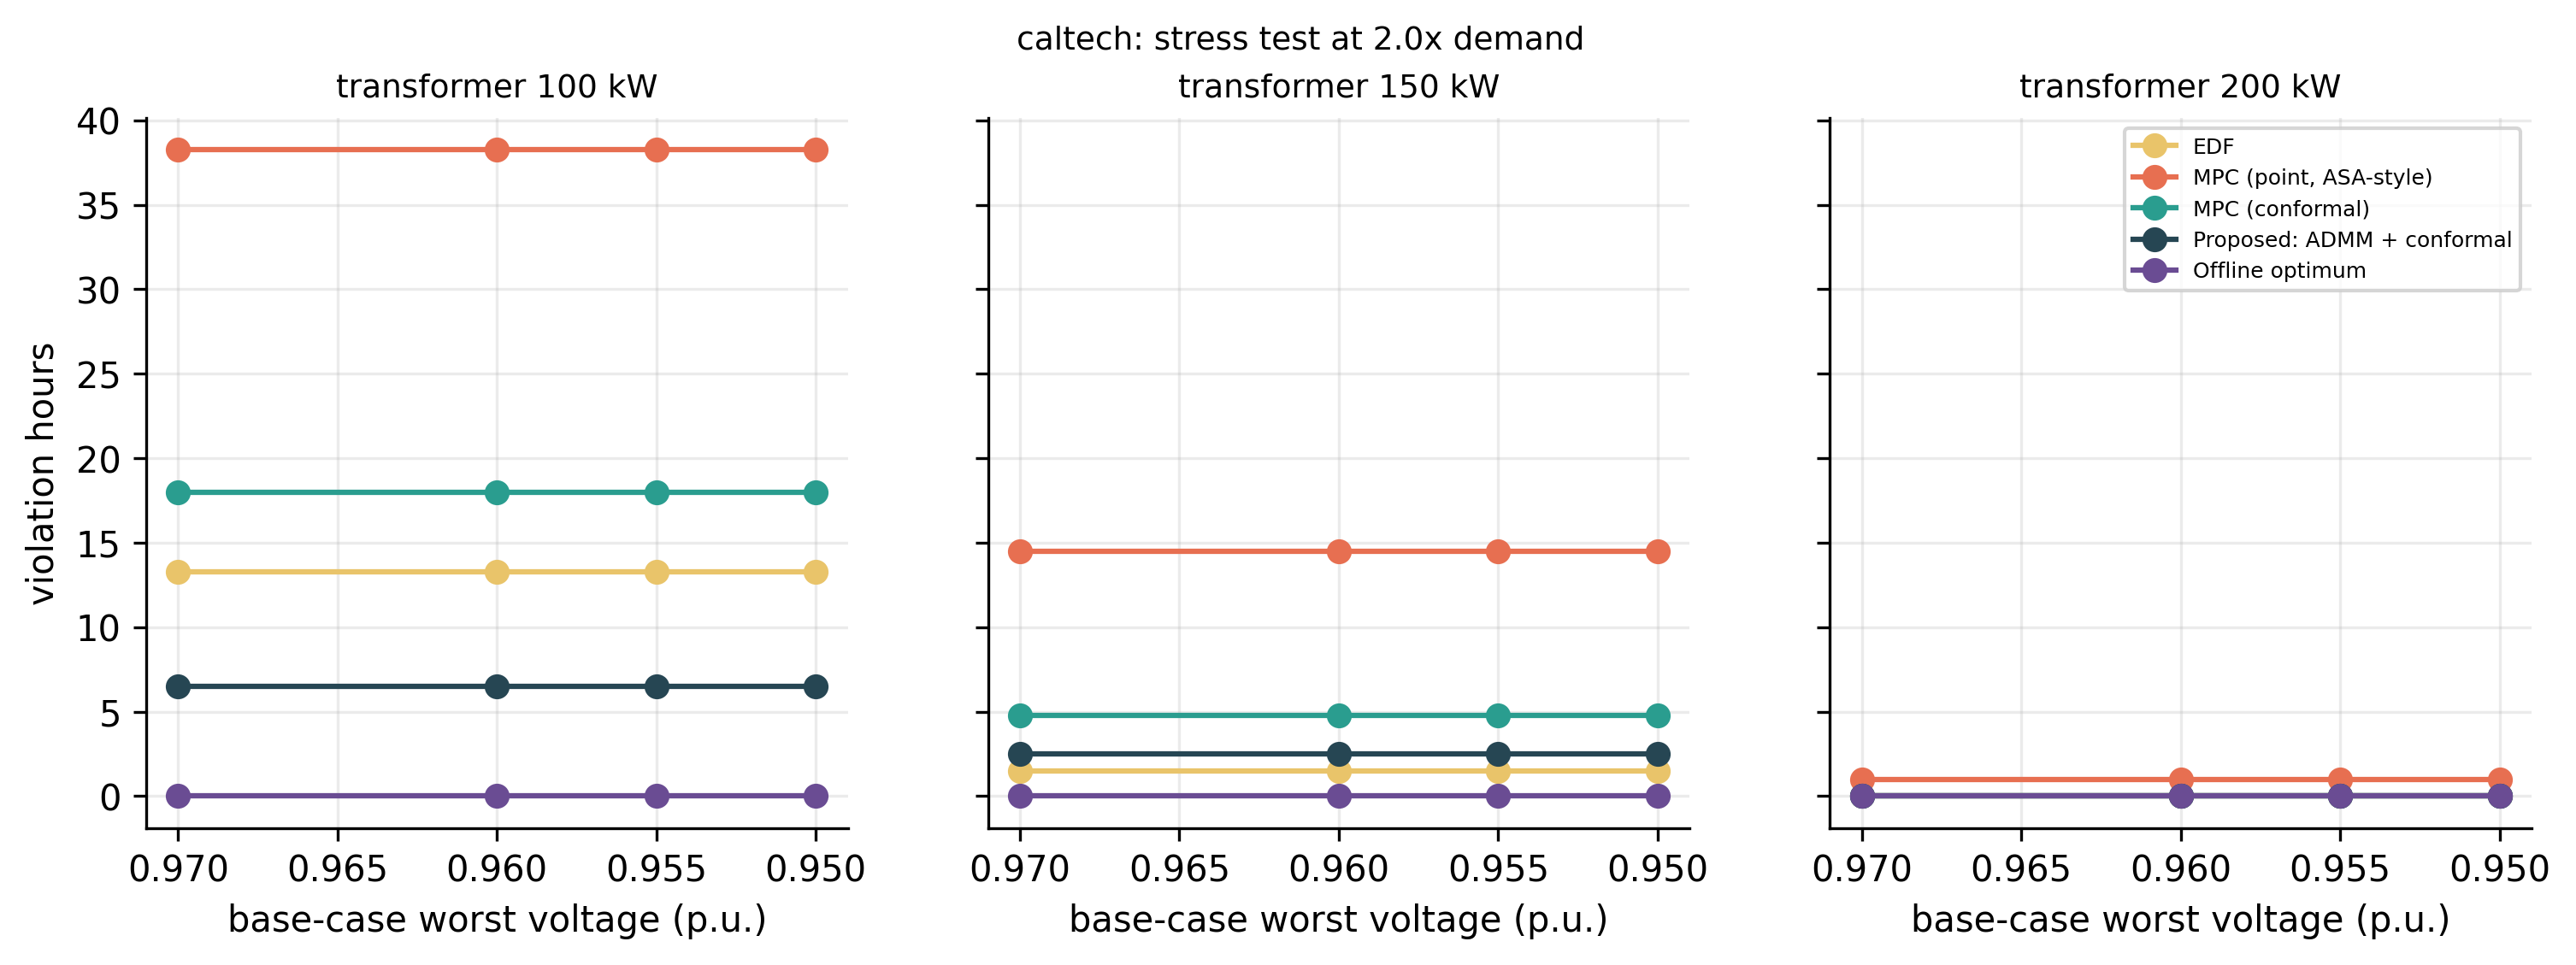 caltech: stress test at 2.0x demand
transformer 100 kW
transformer 150 kW
transformer 200 kW
violation hours
40
35
30
25
20
15
10
5
0
EDF
MPC (point, ASA-style)
MPC (conformal)
Proposed: ADMM + conformal
Offline optimum
0.970 0.965 0.960 0.955 0.950
0.970 0.965 0.960 0.955 0.950
0.970 0.965 0.960 0.955 0.950
base-case worst voltage (p.u.)
base-case worst voltage (p.u.)
base-case worst voltage (p.u.)